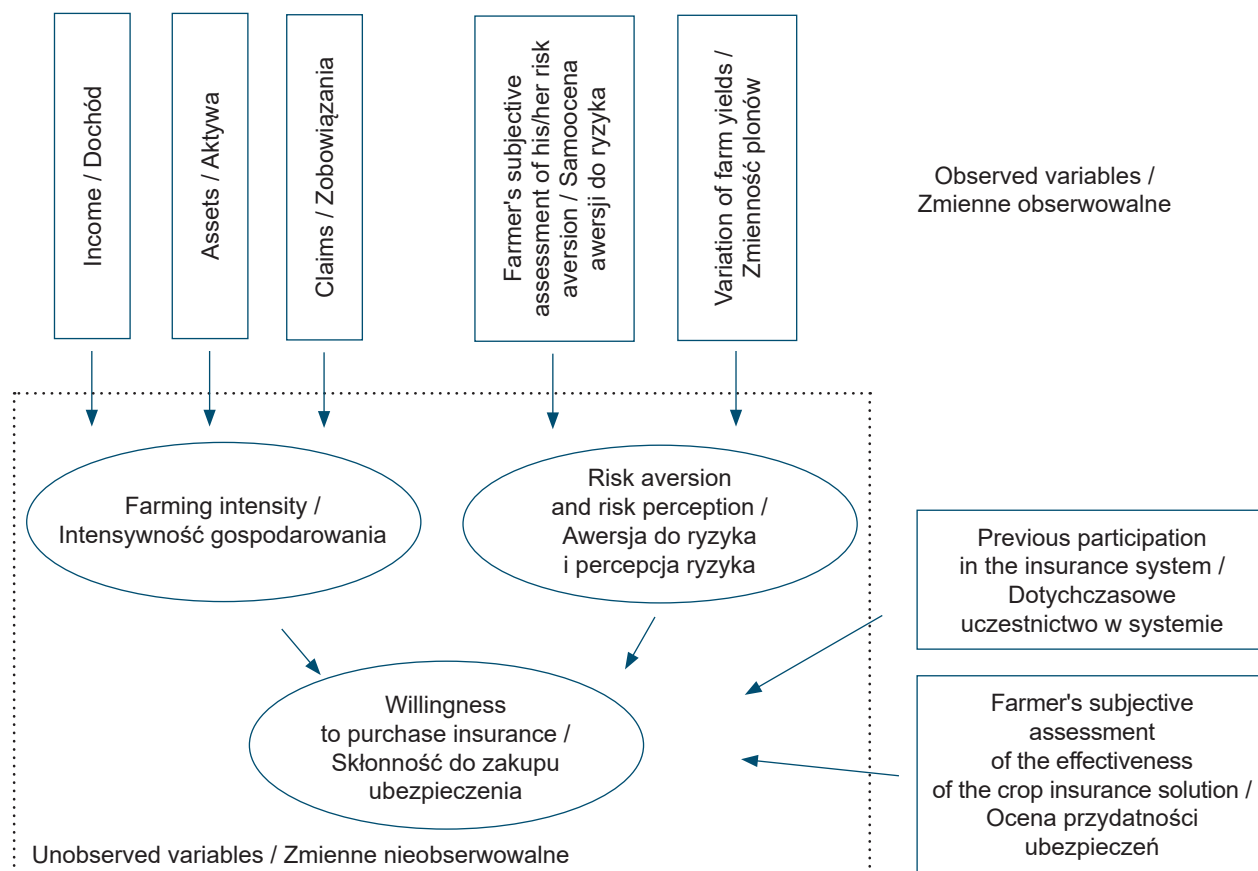 Income / Dochód
Assets / Aktywa
Claims / Zobowiązania
Farmer's subjective
assessment of his/her risk
aversion / Samoocena
awersji do ryzyka
Variation of farm yields /
Zmienność plonów
Observed variables /
Zmienne obserwowalne
Farming intensity /
Intensywność gospodarowania
Risk aversion
and risk perception /
Awersja do ryzyka
i percepcja ryzyka
Previous participation
in the insurance system /
Dotychczasowe
uczestnictwo w systemie
Willingness
to purchase insurance /
Skłonność do zakupu
ubezpieczenia
Farmer's subjective
assessment
of the effectiveness
of the crop insurance solution /
Ocena przydatności
ubezpieczeń
Unobserved variables / Zmienne nieobserwowalne